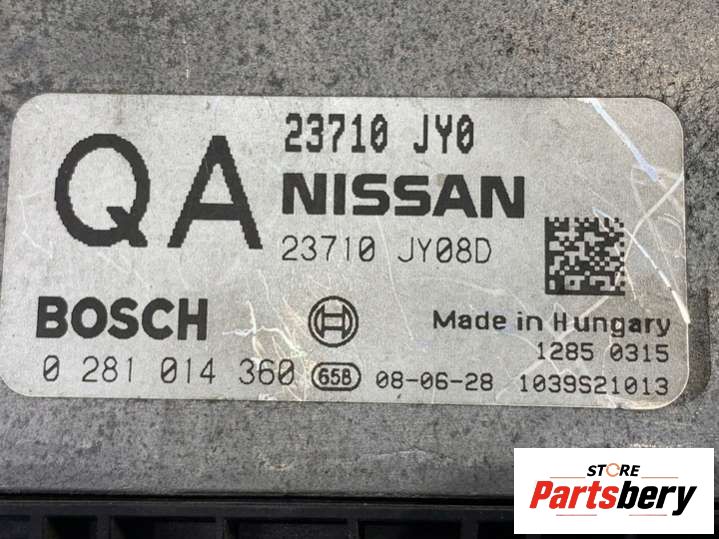 QA
23710 JY0
NISSAN
23710 JY08D
BOSCH
Made in Hungary
1285 0315
0 281 014 360 658 08-06-28 1039S21013
STORE
Partsbery